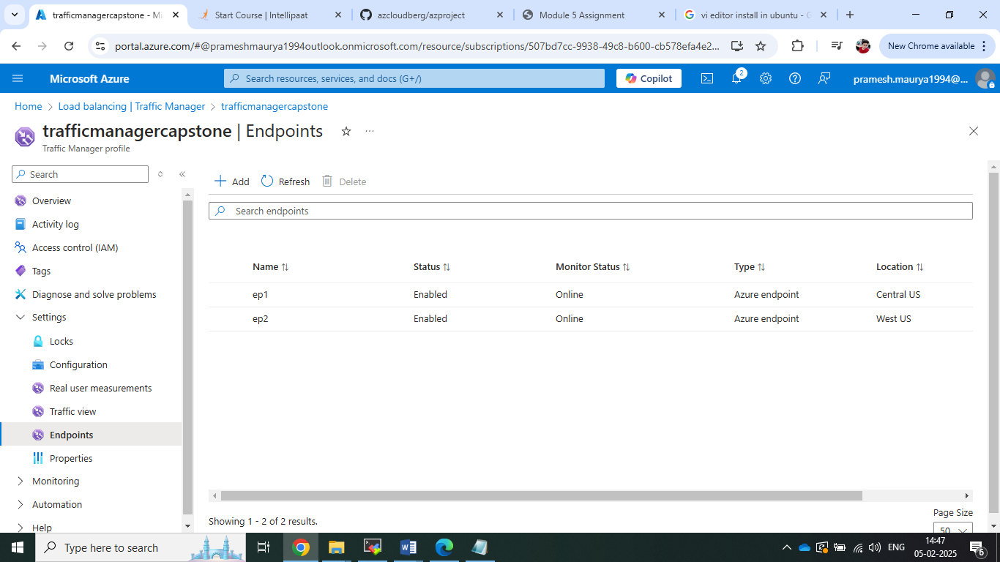 trafficmanagercapstone - Mi
Start Course | Intellipaat
azcloudberg/azproject
Module 5 Assignment
vi editor install in ubuntu - G
portal.azure.com/#@prameshmaurya1994outlook.onmicrosoft.com/resource/subscriptions/507bd7cc-9938-49c8-b600-cb578efa4e2...
New Chrome available
Microsoft Azure
Search resources, services, and docs (G+/)
Copilot
2
pramesh.maurya1994@...
Home > Load balancing | Traffic Manager > trafficmanagercapstone
trafficmanagercapstone | Endpoints
Traffic Manager profile
Search
Add
Refresh
Delete
Search endpoints
Overview
Activity log
Access control (IAM)
Tags
Diagnose and solve problems
Settings
Locks
Configuration
Real user measurements
Traffic view
Endpoints
Properties
Monitoring
Automation
Help
Name Status Monitor Status Type Location
ep1 Enabled Online Azure endpoint Central US
ep2 Enabled Online Azure endpoint West US
Showing 1 - 2 of 2 results.
Page Size
50
Type here to search
ENG
14:47
05-02-2025
6